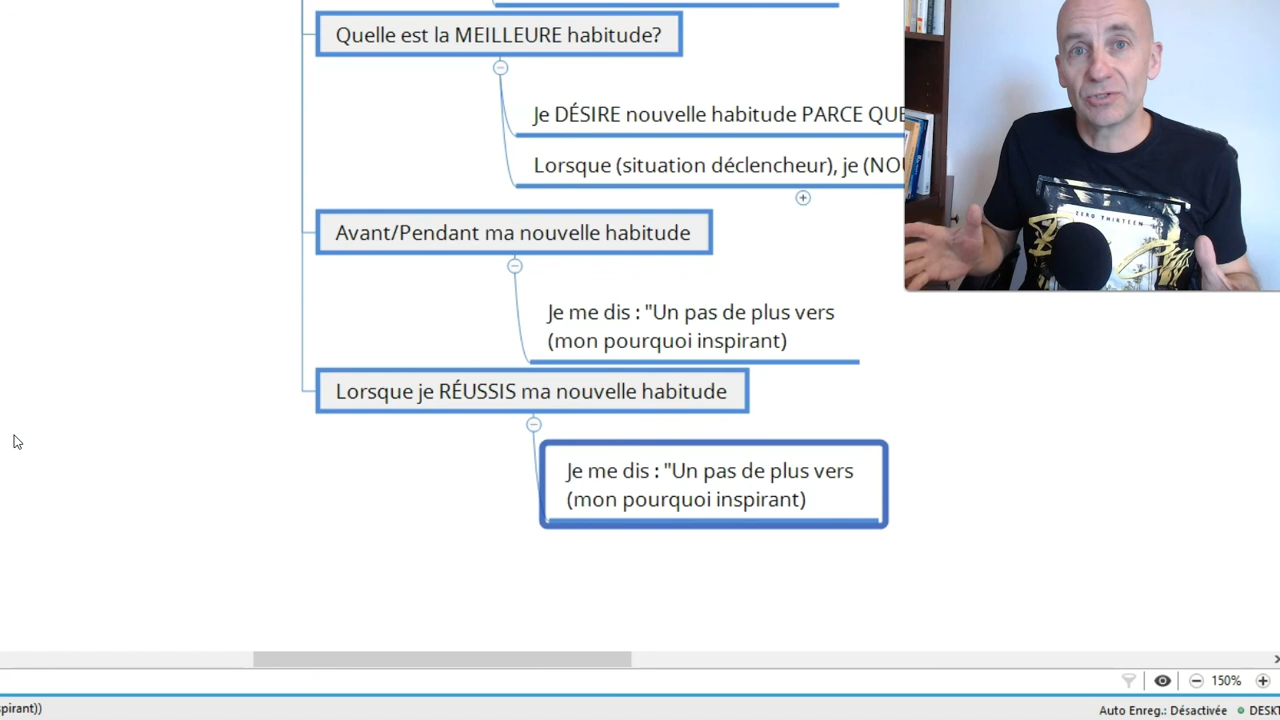 Quelle est la MEILLEURE habitude?
Je DÉSIRE nouvelle habitude PARCE QUE
Lorsque (situation déclencheur), je (NOU
Avant/Pendant ma nouvelle habitude
Je me dis : "Un pas de plus vers
(mon pourquoi inspirant)
Lorsque je RÉUSSIS ma nouvelle habitude
Je me dis : "Un pas de plus vers
(mon pourquoi inspirant)
ZERO THIRTEEN
150%
pirant))
Auto Enreg.: Désactivée
DESKT